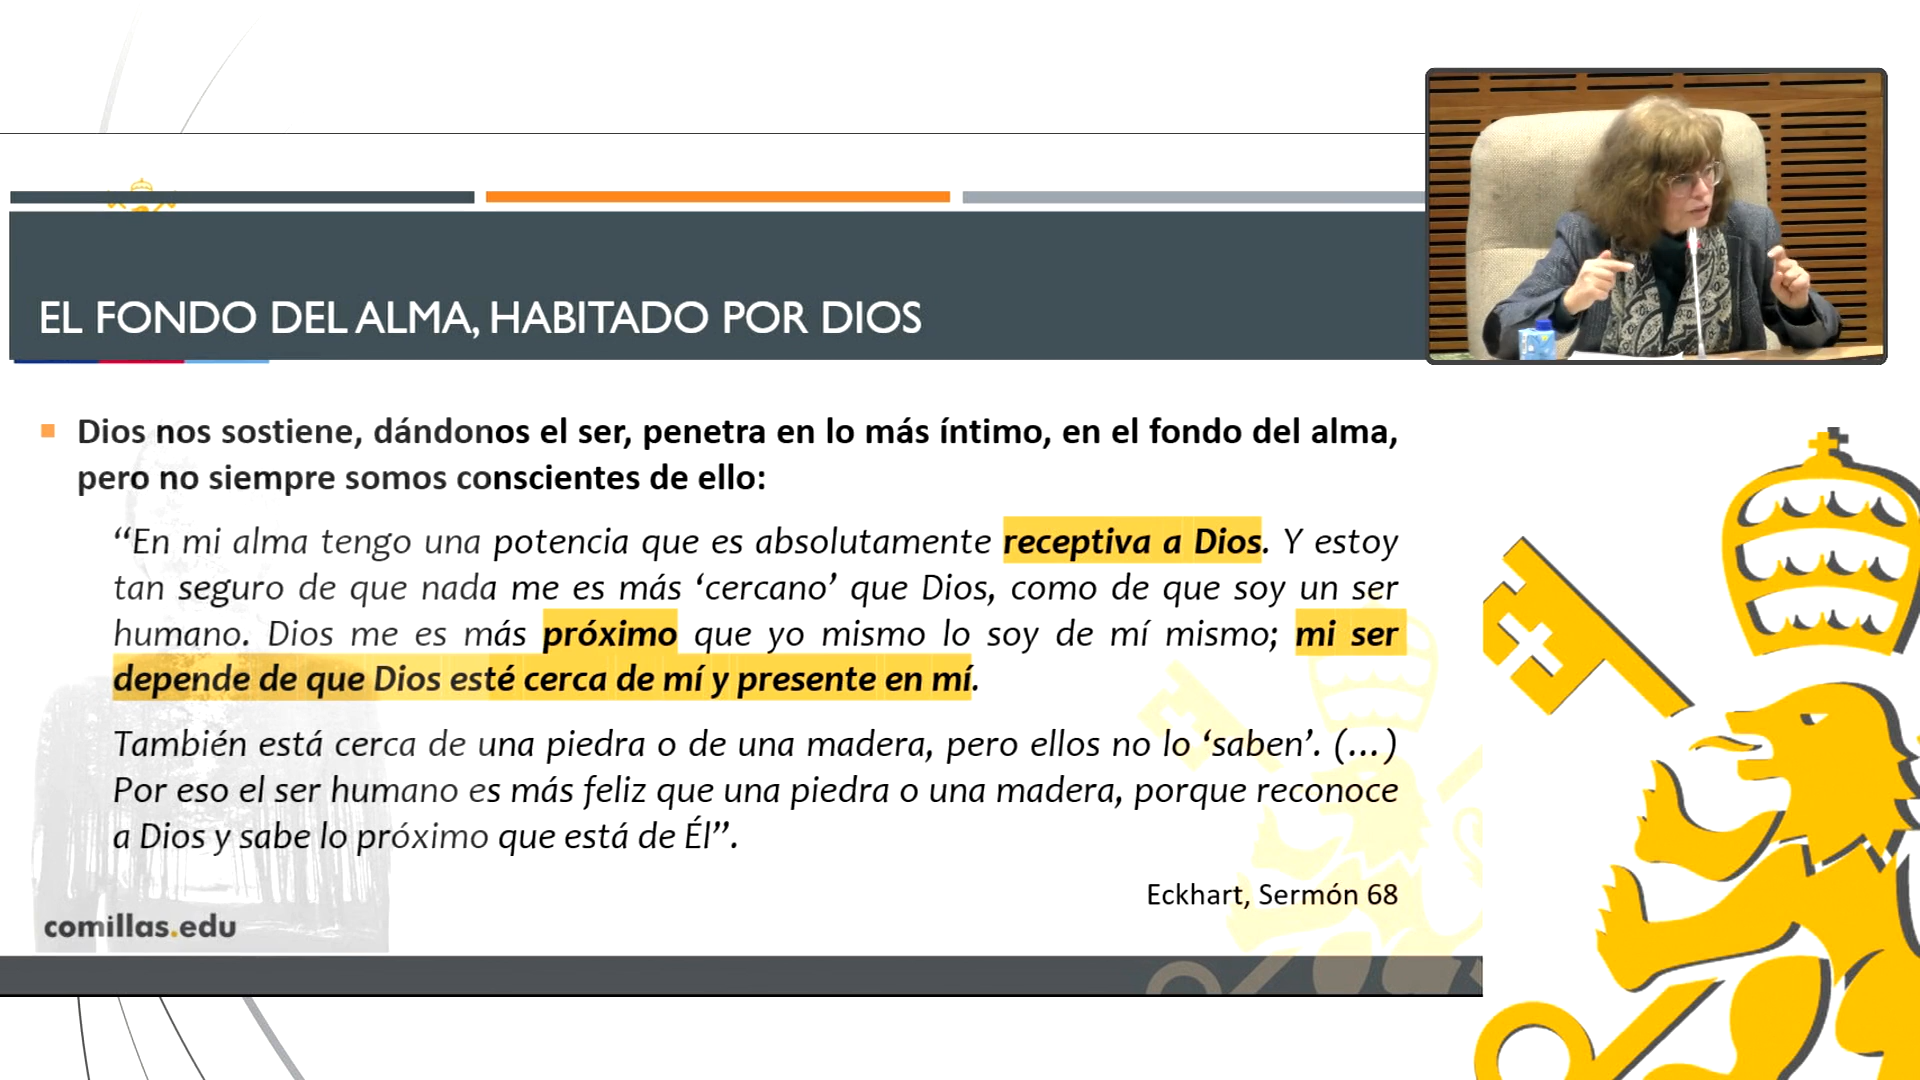 EL FONDO DEL ALMA, HABITADO POR DIOS
Dios nos sostiene, dándonos el ser, penetra en lo más íntimo, en el fondo del alma,
pero no siempre somos conscientes de ello:
“En mi alma tengo una potencia que es absolutamente receptiva a Dios. Y estoy
tan seguro de que nada me es más ‘cercano’ que Dios, como de que soy un ser
humano. Dios me es más próximo que yo mismo lo soy de mí mismo; mi ser
depende de que Dios esté cerca de mí y presente en mí.
También está cerca de una piedra o de una madera, pero ellos no lo ‘saben’. (...)
Por eso el ser humano es más feliz que una piedra o una madera, porque reconoce
a Dios y sabe lo próximo que está de Él”.
Eckhart, Sermón 68
comillas.edu